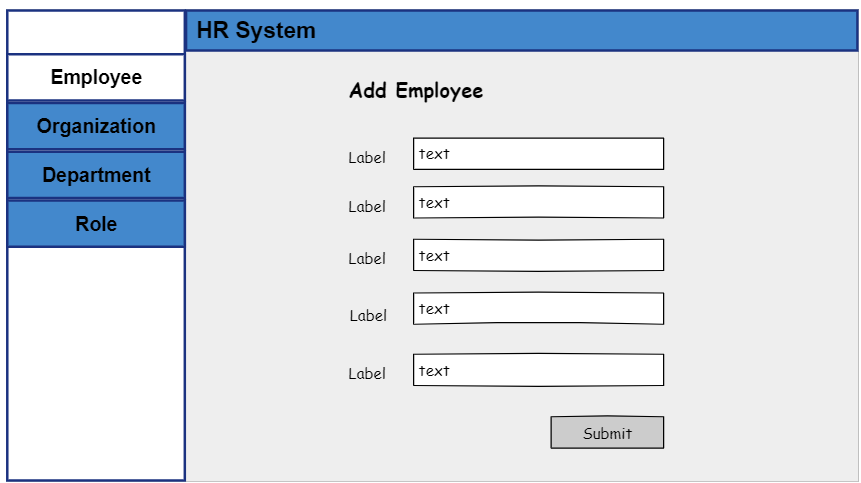 HR System
Employee
Organization
Department
Role
Add Employee
Label text
Label text
Label text
Label text
Label text
Submit